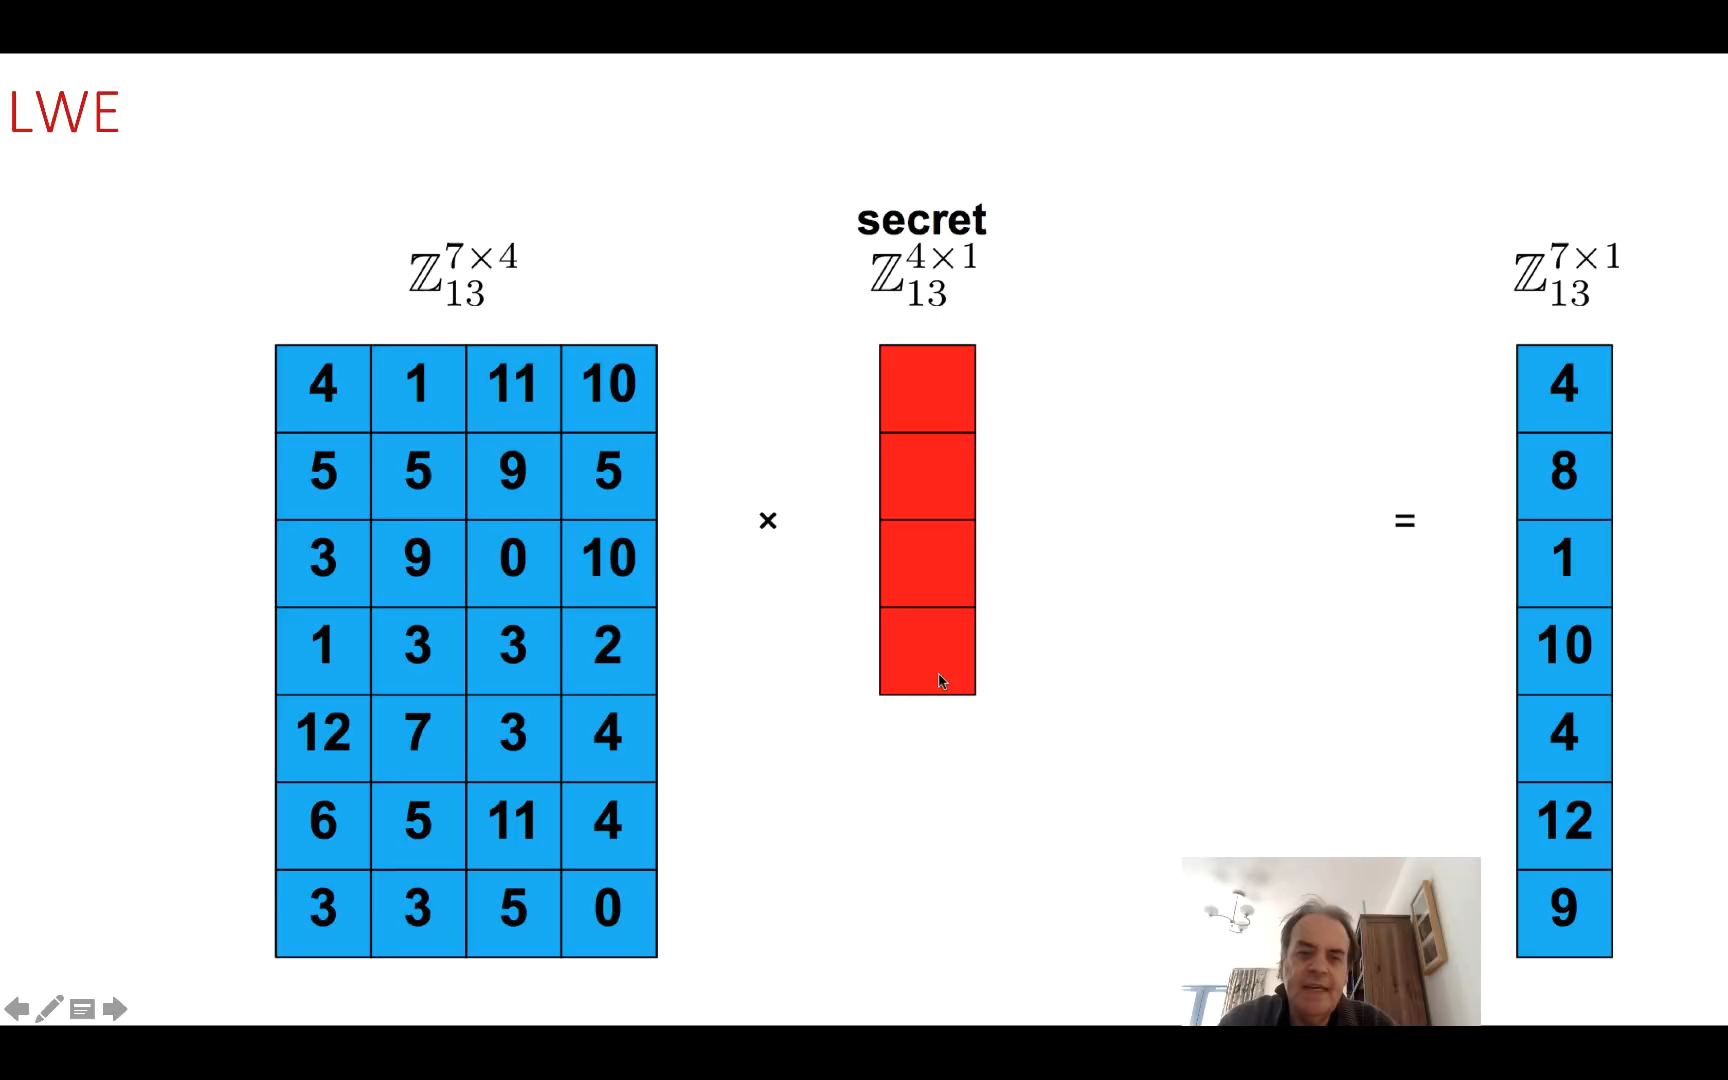 LWE
secret
ℤ₁₃^{7×4} ℤ₁₃^{4×1} ℤ₁₃^{7×1}
4 1 11 10 4
5 5 9 5 8
3 9 0 10 1
× =
1 3 3 2 10
12 7 3 4 4
6 5 11 4 12
3 3 5 0 9